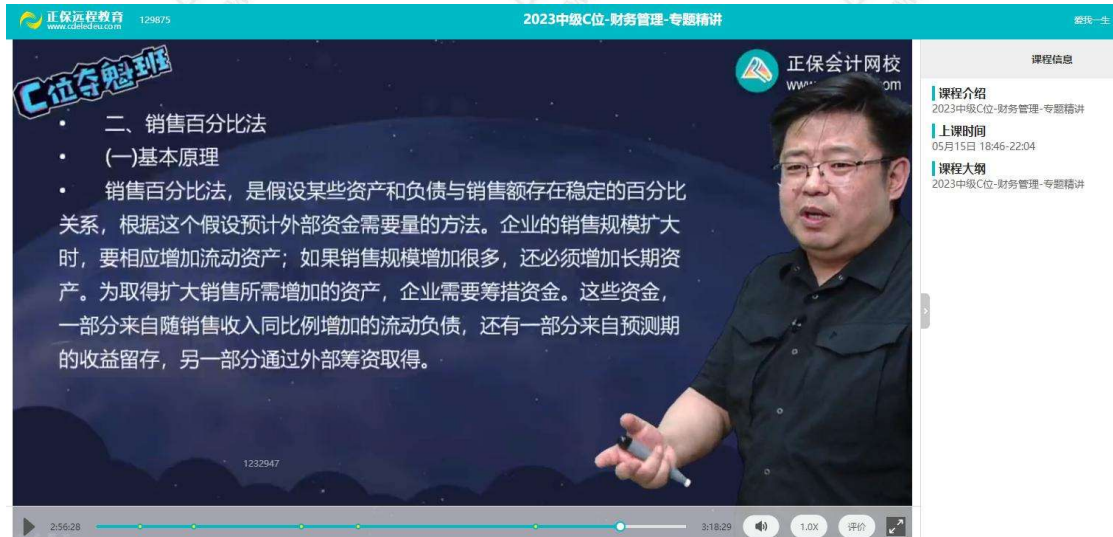 正保远程教育
www.cdeledu.com
129875
2023中级C位-财务管理-专题精讲
爱我一生
C位夺魁班
正保会计网校
课程信息
• 二、销售百分比法
• (一)基本原理
• 销售百分比法，是假设某些资产和负债与销售额存在稳定的百分比
关系，根据这个假设预计外部资金需要量的方法。企业的销售规模扩大
时，要相应增加流动资产；如果销售规模增加很多，还必须增加长期资
产。为取得扩大销售所需增加的资产，企业需要筹措资金。这些资金，
一部分来自随销售收入同比例增加的流动负债，还有一部分来自预测期
的收益留存，另一部分通过外部筹资取得。
1232947
课程介绍
2023中级C位-财务管理-专题精讲
上课时间
05月15日 18:46-22:04
课程大纲
2023中级C位-财务管理-专题精讲
2:56:28
3:18:29
1.0X
评价